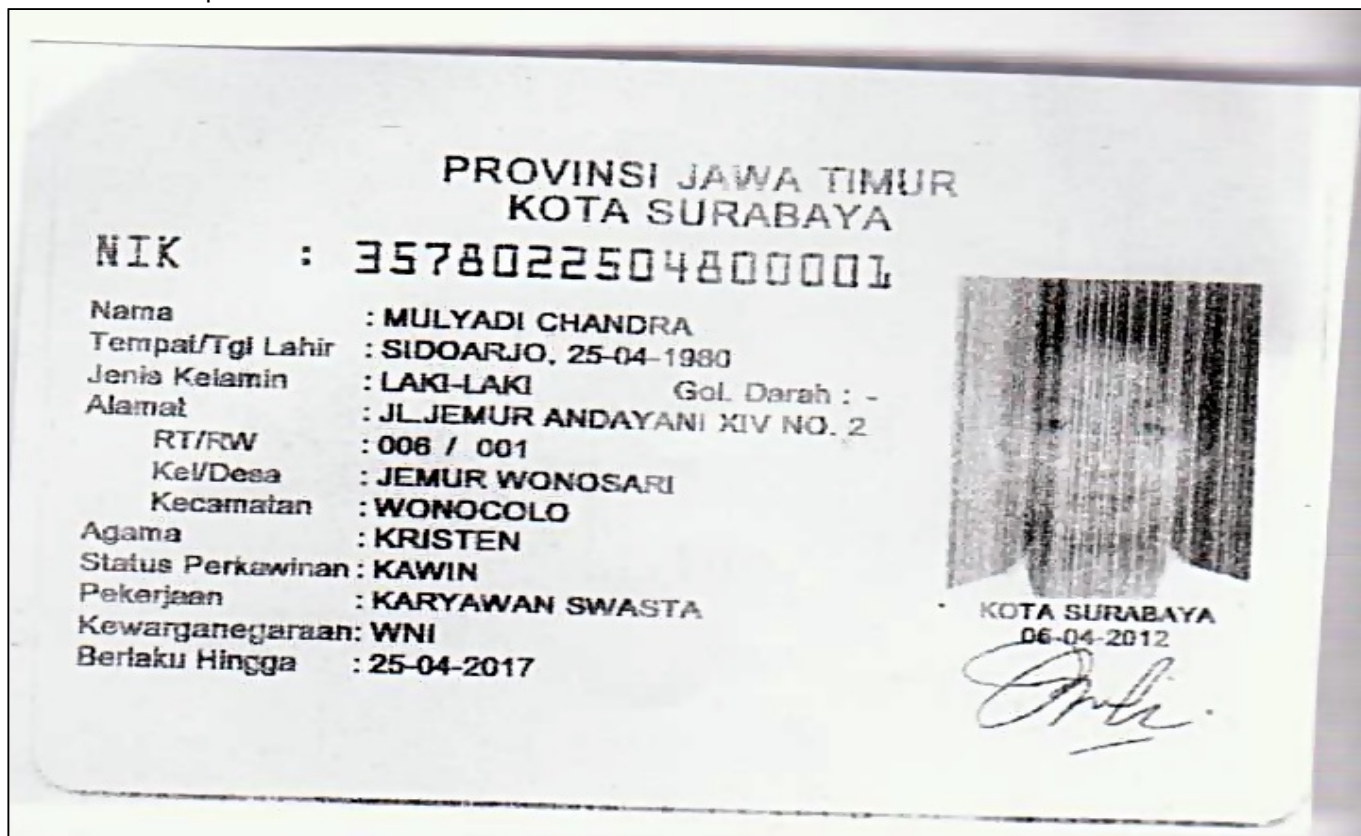 PROVINSI JAWA TIMUR
KOTA SURABAYA
NIK : 3578022504800001
Nama : MULYADI CHANDRA
Tempat/Tgl Lahir : SIDOARJO, 25-04-1980
Jenis Kelamin : LAKI-LAKI Gol. Darah : -
Alamat : JL.JEMUR ANDAYANI XIV NO. 2
RT/RW : 006 / 001
Kel/Desa : JEMUR WONOSARI
Kecamatan : WONOCOLO
Agama : KRISTEN
Status Perkawinan : KAWIN
Pekerjaan : KARYAWAN SWASTA
Kewarganegaraan: WNI
Berlaku Hingga : 25-04-2017
KOTA SURABAYA
06-04-2012